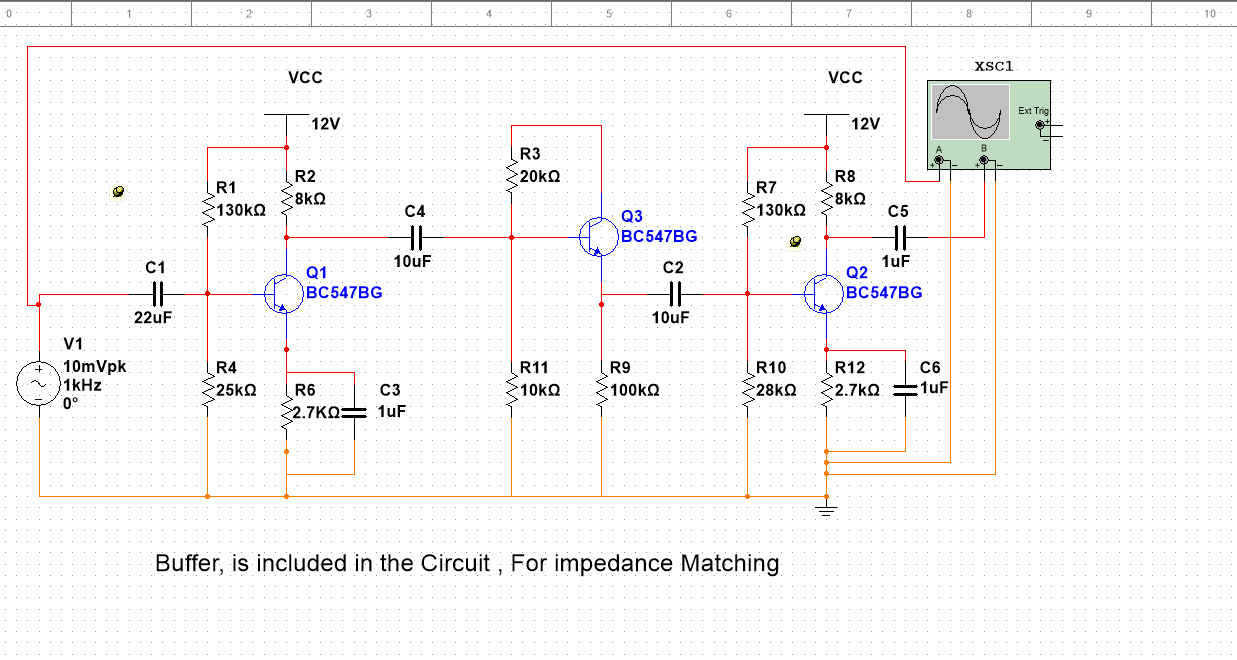 0 1 2 3 4 5 6 7 8 9 10
XSC1
VCC
VCC
Ext Trig
12V
12V
A
B
R3
20kΩ
R2
8kΩ
R8
8kΩ
R1
130kΩ
R7
130kΩ
C4
10uF
Q3
BC547BG
C5
1uF
C1
22uF
Q1
BC547BG
C2
10uF
Q2
BC547BG
V1
10mVpk
1kHz
0°
R4
25kΩ
R6
2.7KΩ
C3
1uF
R11
10kΩ
R9
100kΩ
R10
28kΩ
R12
2.7kΩ
C6
1uF
Buffer, is included in the Circuit , For impedance Matching